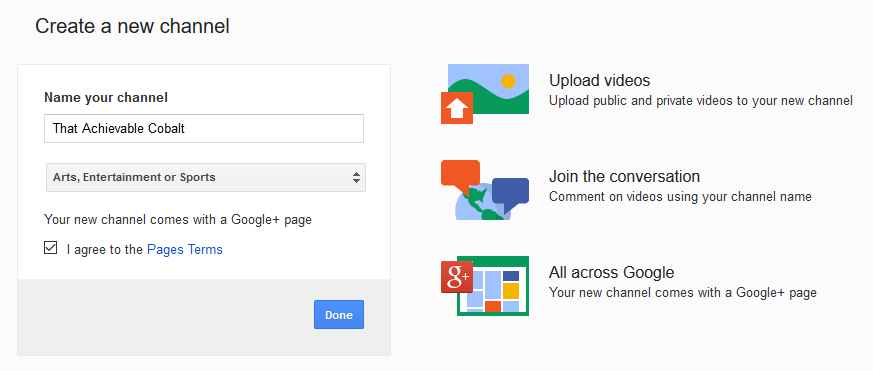 Create a new channel
Name your channel
That Achievable Cobalt
Arts, Entertainment or Sports
Your new channel comes with a Google+ page
I agree to the Pages Terms
Done
Upload videos
Upload public and private videos to your new channel
Join the conversation
Comment on videos using your channel name
g+
All across Google
Your new channel comes with a Google+ page